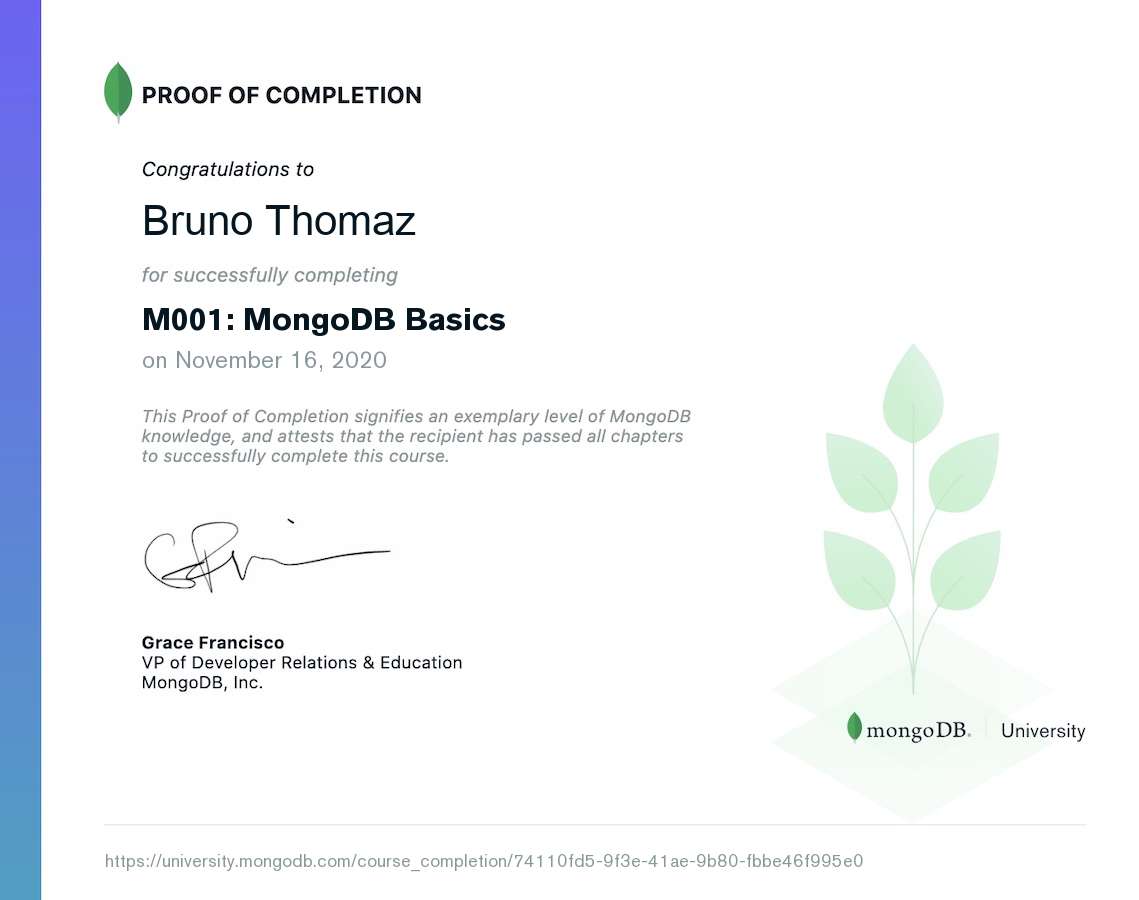 PROOF OF COMPLETION
Congratulations to
Bruno Thomaz
for successfully completing
M001: MongoDB Basics
on November 16, 2020
This Proof of Completion signifies an exemplary level of MongoDB
knowledge, and attests that the recipient has passed all chapters
to successfully complete this course.
Grace Francisco
VP of Developer Relations & Education
MongoDB, Inc.
mongoDB. University
https://university.mongodb.com/course_completion/74110fd5-9f3e-41ae-9b80-fbbe46f995e0